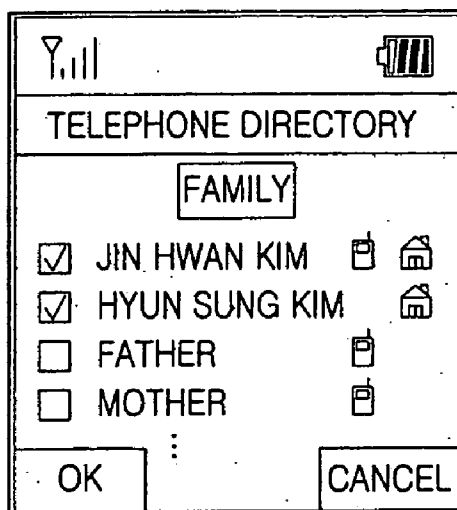 TELEPHONE DIRECTORY
FAMILY
JIN HWAN KIM
HYUN SUNG KIM
FATHER
MOTHER
⋮
OK CANCEL